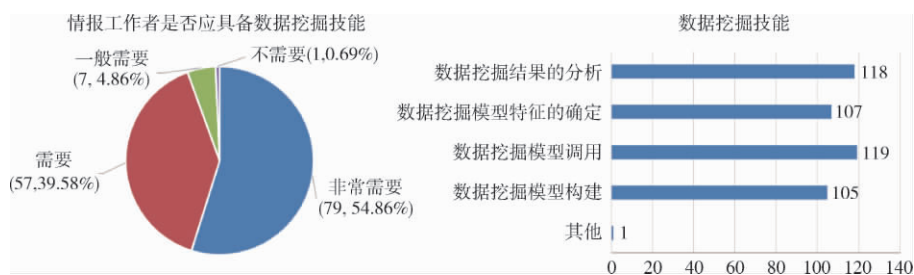 情报工作者是否应具备数据挖掘技能
一般需要
(7, 4.86%)
不需要(1,0.69%)
需要
(57,39.58%)
非常需要
(79, 54.86%)
数据挖掘技能
数据挖掘结果的分析
118
数据挖掘模型特征的确定
107
数据挖掘模型调用
119
数据挖掘模型构建
105
其他
1
0 20 40 60 80 100 120 140